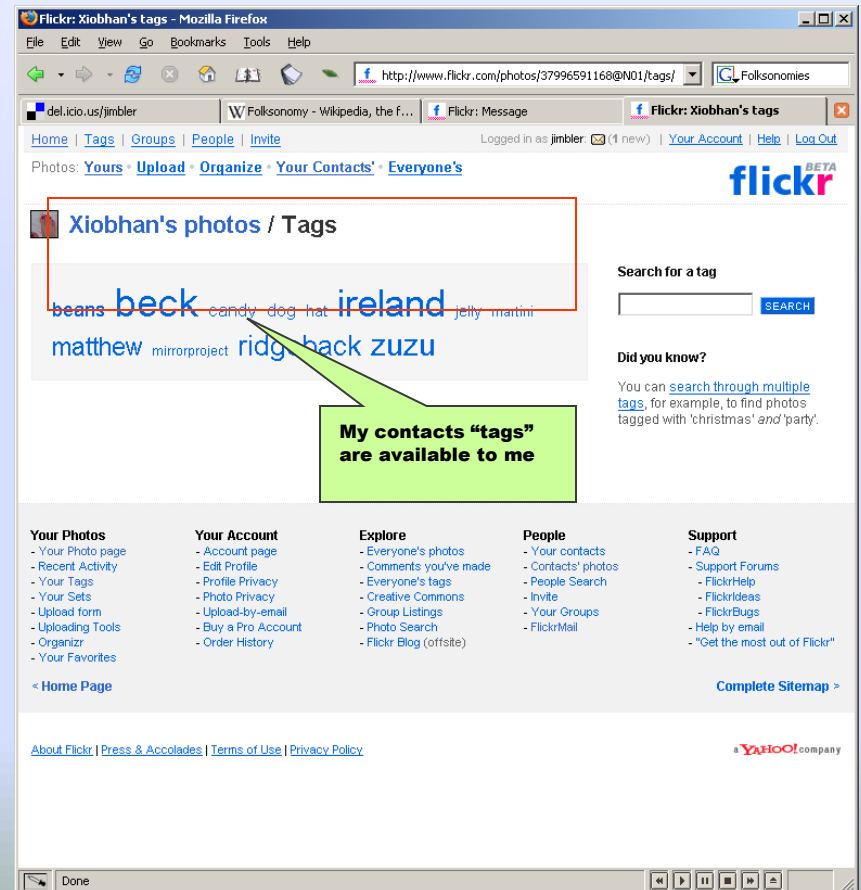 Flickr: Xiobhan's tags - Mozilla Firefox
File Edit View Go Bookmarks Tools Help
http://www.flickr.com/photos/37996591168@N01/tags/ G Folksonomies
del.icio.us/jimbler W Folksonomy - Wikipedia, the f... Flickr: Message Flickr: Xiobhan's tags
Home | Tags | Groups | People | Invite Logged in as jimbler: (1 new) | Your Account | Help | Log Out
Photos: Yours • Upload • Organize • Your Contacts' • Everyone's
flickr BETA
Xiobhan's photos / Tags
beans beck candy dog hat ireland jelly martini
matthew mirrorproject ridgeback zuzu
Search for a tag
SEARCH
Did you know?
You can search through multiple
tags, for example, to find photos
tagged with 'christmas' and 'party'.
My contacts “tags”
are available to me
Your Photos
- Your Photo page
- Recent Activity
- Your Tags
- Your Sets
- Upload form
- Uploading Tools
- Organizr
- Your Favorites
Your Account
- Account page
- Edit Profile
- Profile Privacy
- Photo Privacy
- Upload-by-email
- Buy a Pro Account
- Order History
Explore
- Everyone's photos
- Comments you've made
- Everyone's tags
- Creative Commons
- Group Listings
- Photo Search
- Flickr Blog (offsite)
People
- Your contacts
- Contacts' photos
- People Search
- Invite
- Your Groups
- FlickrMail
Support
- FAQ
- Support Forums
- FlickrHelp
- FlickrIdeas
- FlickrBugs
- Help by email
- "Get the most out of Flickr"
< Home Page
Complete Sitemap >
About Flickr | Press & Accolades | Terms of Use | Privacy Policy
a YAHOO! company
Done